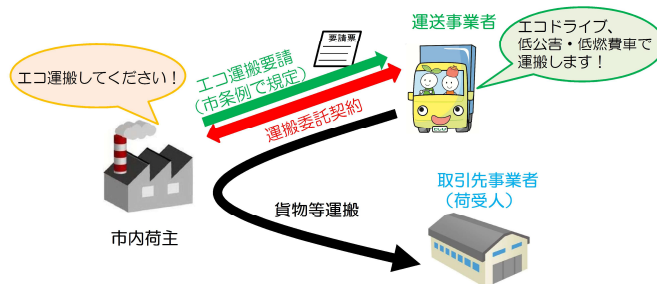 要請票
運送事業者
エコドライブ、
低公害・低燃費車で
運搬します！
エコ運搬してください！
エコ運搬要請
（市条例で規定）
運搬委託契約
取引先事業者
（荷受人）
貨物等運搬
市内荷主